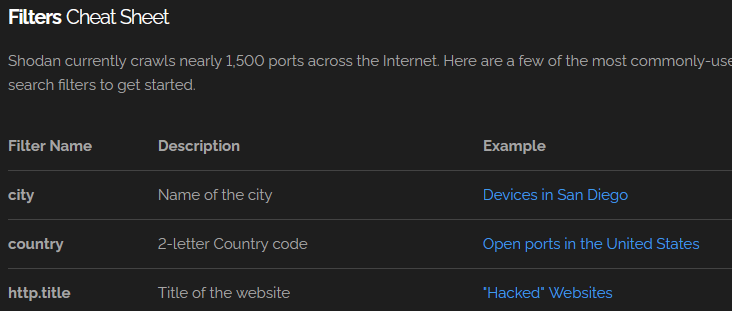 Filters Cheat Sheet
Shodan currently crawls nearly 1,500 ports across the Internet. Here are a few of the most commonly-use
search filters to get started.
Filter Name Description Example
city Name of the city Devices in San Diego
country 2-letter Country code Open ports in the United States
http.title Title of the website "Hacked" Websites